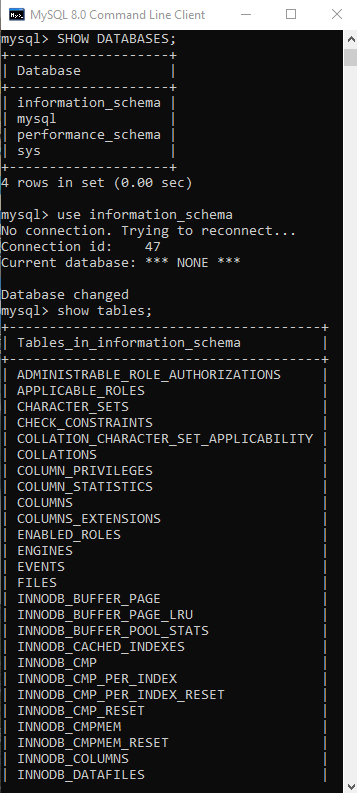 MySQL 8.0 Command Line Client
mysql> SHOW DATABASES;
+--------------------+
| Database           |
+--------------------+
| information_schema |
| mysql              |
| performance_schema |
| sys                |
+--------------------+
4 rows in set (0.00 sec)

mysql> use information_schema
No connection. Trying to reconnect...
Connection id:    47
Current database: *** NONE ***

Database changed
mysql> show tables;
+---------------------------------------+
| Tables_in_information_schema          |
+---------------------------------------+
| ADMINISTRABLE_ROLE_AUTHORIZATIONS     |
| APPLICABLE_ROLES                      |
| CHARACTER_SETS                        |
| CHECK_CONSTRAINTS                     |
| COLLATION_CHARACTER_SET_APPLICABILITY |
| COLLATIONS                            |
| COLUMN_PRIVILEGES                     |
| COLUMN_STATISTICS                     |
| COLUMNS                               |
| COLUMNS_EXTENSIONS                    |
| ENABLED_ROLES                         |
| ENGINES                               |
| EVENTS                                |
| FILES                                 |
| INNODB_BUFFER_PAGE                    |
| INNODB_BUFFER_PAGE_LRU                |
| INNODB_BUFFER_POOL_STATS              |
| INNODB_CACHED_INDEXES                 |
| INNODB_CMP                            |
| INNODB_CMP_PER_INDEX                  |
| INNODB_CMP_PER_INDEX_RESET            |
| INNODB_CMP_RESET                      |
| INNODB_CMPMEM                         |
| INNODB_CMPMEM_RESET                   |
| INNODB_COLUMNS                        |
| INNODB_DATAFILES                      |